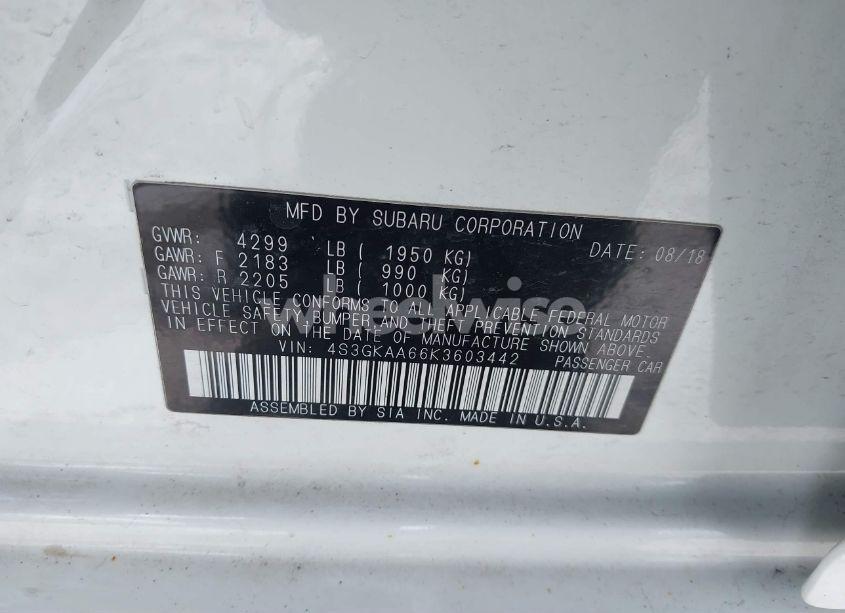 MFD BY SUBARU CORPORATION
GVWR: 4299 LB ( 1950 KG) DATE: 08/18
GAWR: F 2183 LB ( 990 KG)
GAWR: R 2205 LB ( 1000 KG)
THIS VEHICLE CONFORMS ALL APPLICABLE FEDERAL MOTOR
VEHICLE SAFETY, BUMPER AND THEFT PREVENTION STANDARDS
IN EFFECT ON THE DATE OF MANUFACTURE SHOWN ABOVE.
VIN: 4S3GKAA66K3603442 PASSENGER CAR
ASSEMBLED BY SIA INC. MADE IN U.S.A.
wheelwise